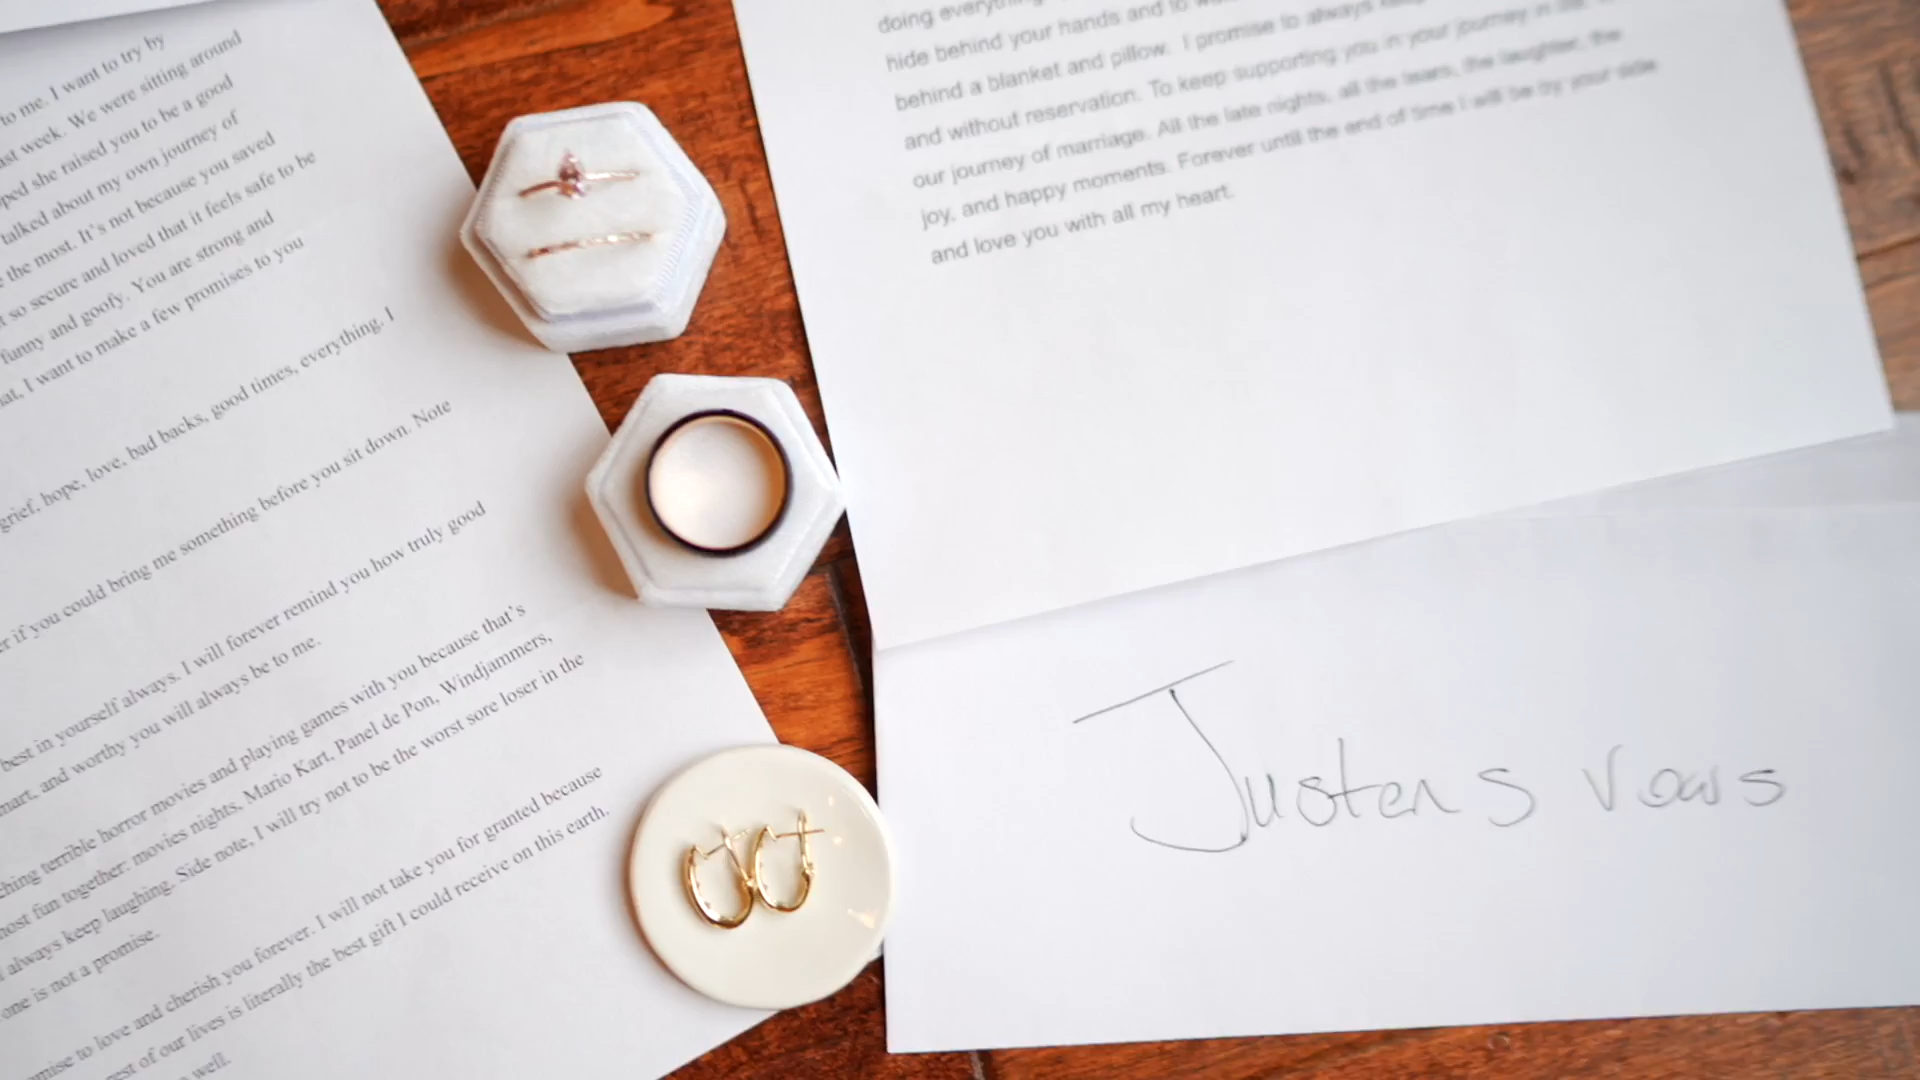 to me. I want to try by
last week. We were sitting around
she raised you to be a good
talked about my own journey of
the most. It's not because you saved
so secure and loved that it feels safe to be
funny and goofy. You are strong and
I want to make a few promises to you
grief, hope, love, bad backs, good times, everything. I
if you could bring me something before you sit down. Note
best in yourself always. I will forever remind you how truly good
and worthy you will always be to me.
terrible horror movies and playing games with you because that's
fun together: movies nights, Mario Kart, Panel de Pon, Windjammers,
always keep laughing. Side note, I will try not to be the worst sore loser in the
one is not a promise.
to love and cherish you forever. I will not take you for granted because
of our lives is literally the best gift I could receive on this earth.
well.
doing everything
hide behind your hands and to
behind a blanket and pillow. I promise to always keep
and without reservation. To keep supporting you in your journey in life.
our journey of marriage. All the late nights, all the tears, the laughter, the
joy, and happy moments. Forever until the end of time I will be by your side
and love you with all my heart.
Justens vows